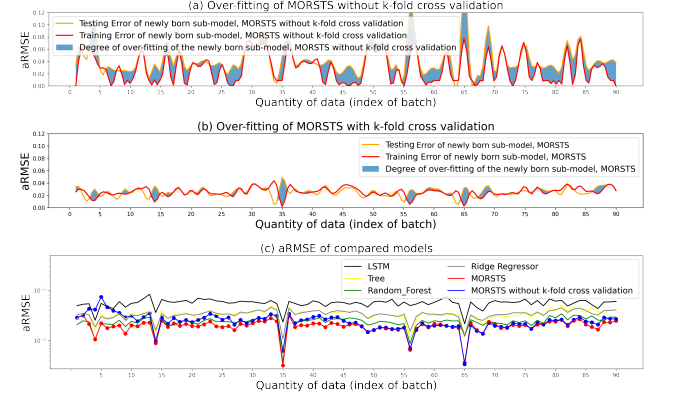 (a) Over-fitting of MORSTS without k-fold cross validation
0.12
0.10
0.08
0.06
0.04
0.02
0.00
aRMSE
Testing Error of newly born sub-model, MORSTS without k-fold cross validation
Training Error of newly born sub-model, MORSTS without k-fold cross validation
Degree of over-fitting of the newly born sub-model, MORSTS without k-fold cross validation
0 5 10 15 20 25 30 35 40 45 50 55 60 65 70 75 80 85 90
Quantity of data (index of batch)
(b) Over-fitting of MORSTS with k-fold cross validation
0.12
0.10
0.08
0.06
0.04
0.02
0.00
aRMSE
Testing Error of newly born sub-model, MORSTS
Training Error of newly born sub-model, MORSTS
Degree of over-fitting of the newly born sub-model, MORSTS
0 5 10 15 20 25 30 35 40 45 50 55 60 65 70 75 80 85 90
Quantity of data (index of batch)
(c) aRMSE of compared models
10⁻¹
10⁻²
aRMSE
LSTM
Tree
Random_Forest
Ridge Regressor
MORSTS
MORSTS without k-fold cross validation
5 10 15 20 25 30 35 40 45 50 55 60 65 70 75 80 85 90
Quantity of data (index of batch)